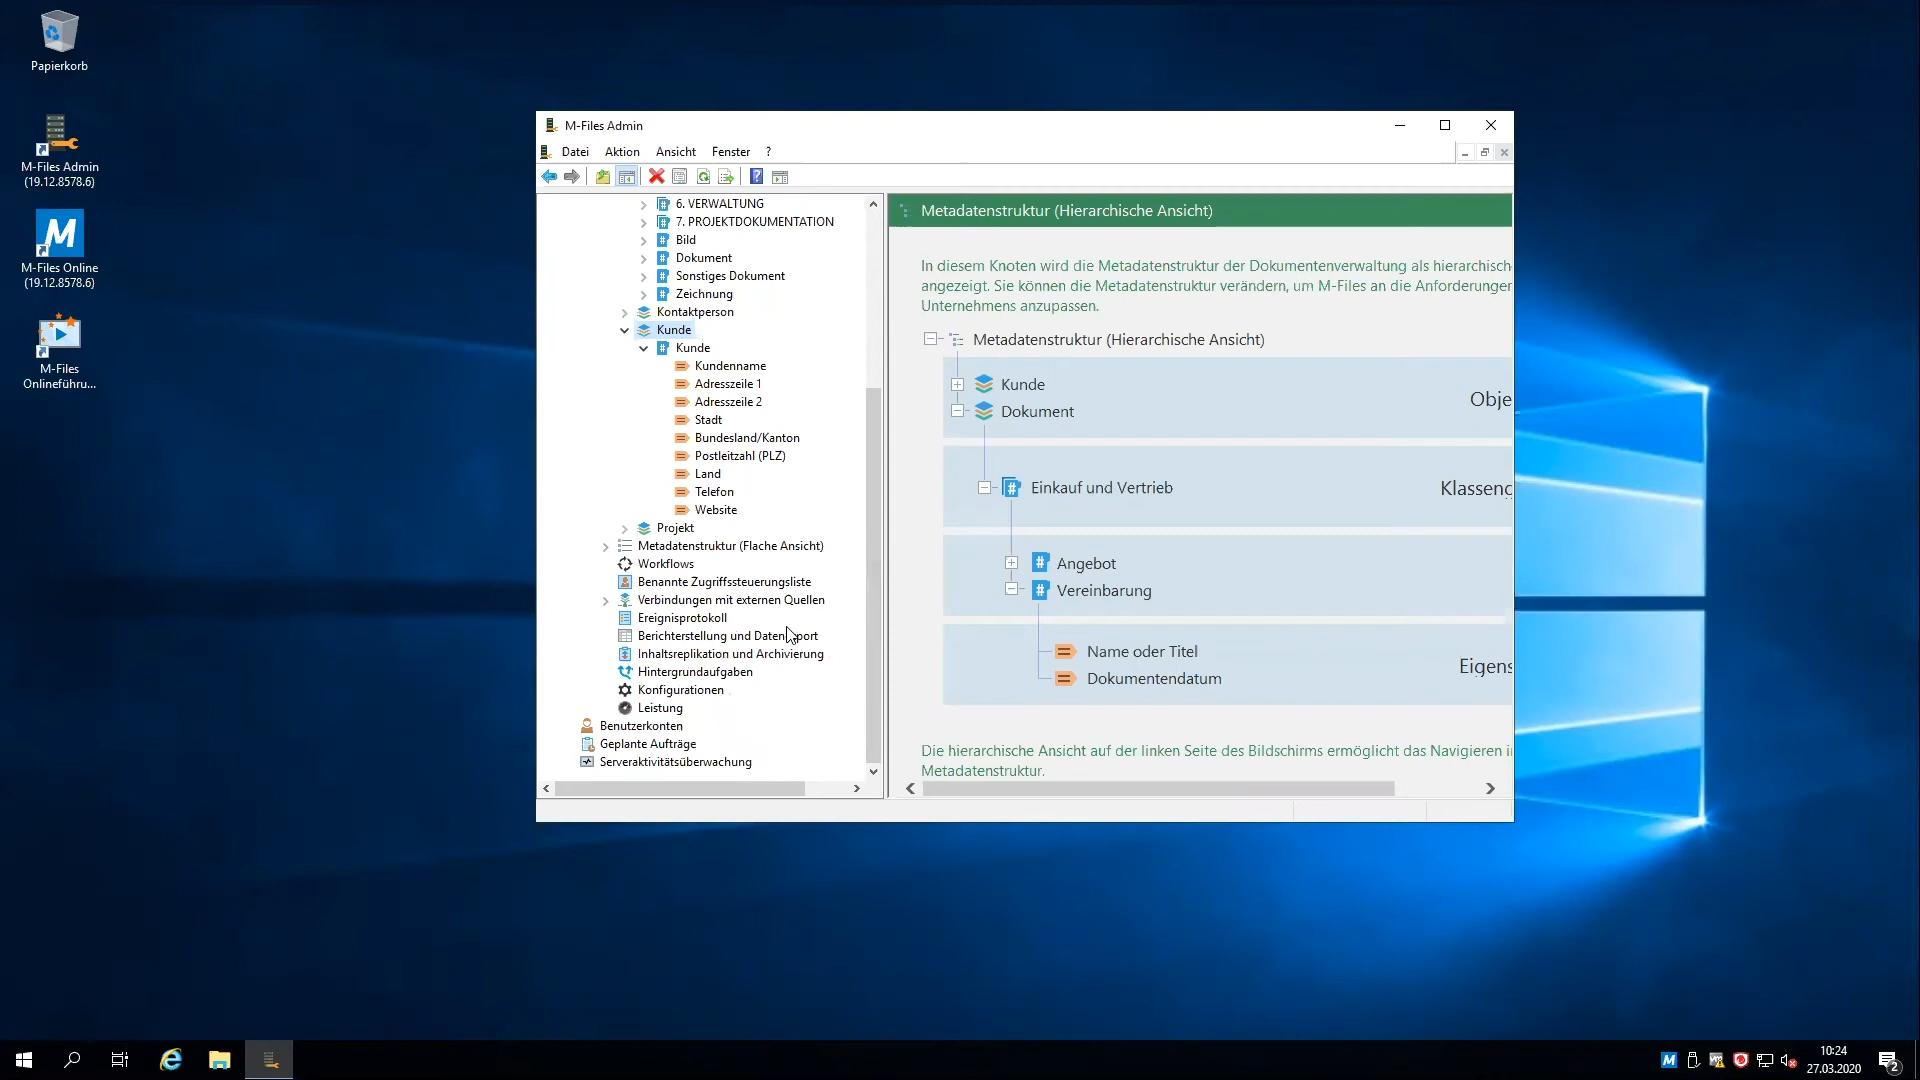 Papierkorb
M-Files Admin
(19.12.8578.6)
M-Files Online
(19.12.8578.6)
M-Files
Onlineführu...
M-Files Admin
Datei Aktion Ansicht Fenster ?
6. VERWALTUNG
7. PROJEKTDOKUMENTATION
Bild
Dokument
Sonstiges Dokument
Zeichnung
Kontaktperson
Kunde
Kunde
Kundenname
Adresszeile 1
Adresszeile 2
Stadt
Bundesland/Kanton
Postleitzahl (PLZ)
Land
Telefon
Website
Projekt
Metadatenstruktur (Flache Ansicht)
Workflows
Benannte Zugriffssteuerungsliste
Verbindungen mit externen Quellen
Ereignisprotokoll
Berichterstellung und
Inhaltsreplikation und Archivierung
Hintergrundaufgaben
Konfigurationen
Leistung
Benutzerkonten
Geplante Aufträge
Serveraktivitätsüberwachung
Metadatenstruktur (Hierarchische Ansicht)
In diesem Knoten wird die Metadatenstruktur der Dokumentenverwaltung als hierarchisch
angezeigt. Sie können die Metadatenstruktur verändern, um M-Files an die Anforderungen
Unternehmens anzupassen.
Metadatenstruktur (Hierarchische Ansicht)
Kunde
Obje
Dokument
Einkauf und Vertrieb
Klasseng
Angebot
Vereinbarung
Name oder Titel
Eigens
Dokumentendatum
Die hierarchische Ansicht auf der linken Seite des Bildschirms ermöglicht das Navigieren i
Metadatenstruktur.
10:24
27.03.2020
2